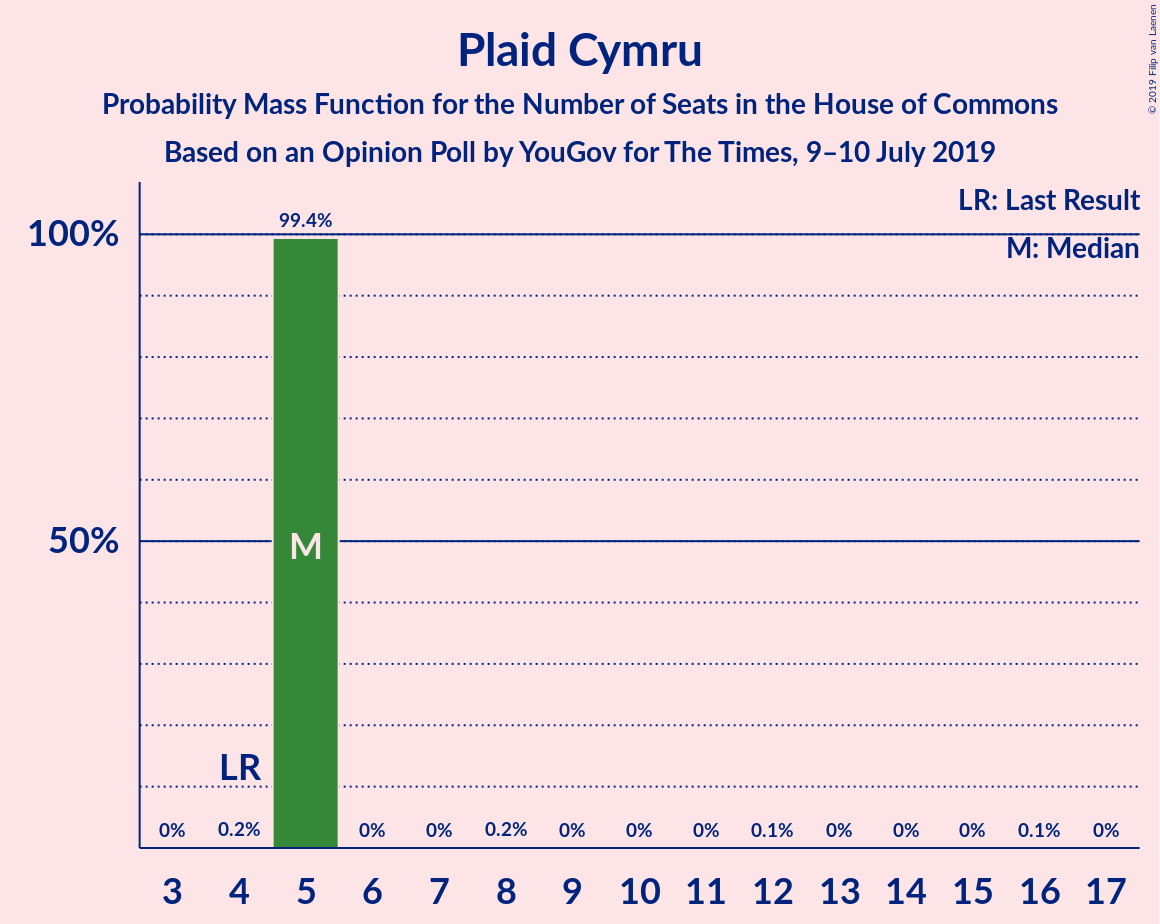 Plaid Cymru
Probability Mass Function for the Number of Seats in the House of Commons
Based on an Opinion Poll by YouGov for The Times, 9–10 July 2019
© 2019 Filip van Laenen
LR: Last Result
M: Median
100%
99.4%
50%
M
LR
0% 0.2% 0% 0% 0.2% 0% 0% 0% 0.1% 0% 0% 0% 0.1% 0%
3 4 5 6 7 8 9 10 11 12 13 14 15 16 17